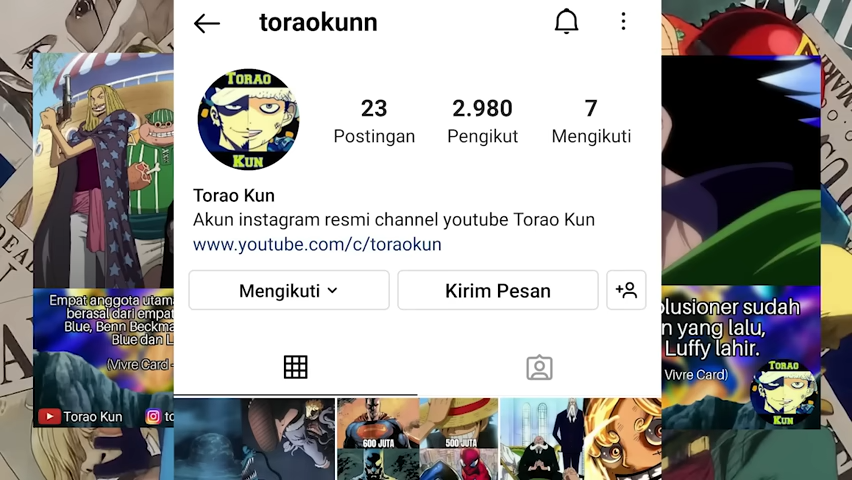 toraokunn
TORAO
KUN
23
Postingan
2.980
Pengikut
7
Mengikuti
Torao Kun
Akun instagram resmi channel youtube Torao Kun
www.youtube.com/c/toraokun
Mengikuti
Kirim Pesan
600 JUTA
500 JUTA
Empat anggota utam
berasal dari empat
Blue, Benn Beckma
Blue dan L
(Vivre Card -
Torao Kun
to
olusioner sudah
n yang lalu,
Luffy lahir.
Vivre Card)
TORAO
KUN